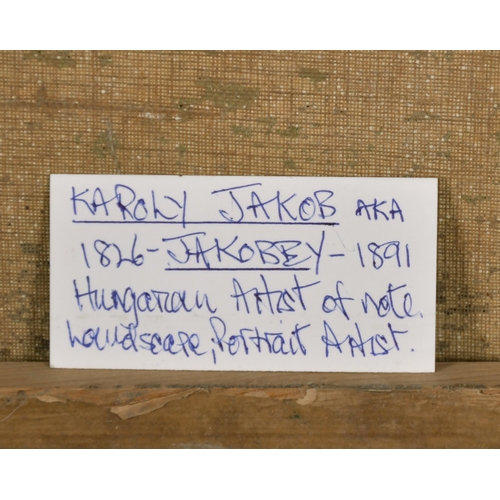 KAROLY JAKOB AKA
1826-JAKOBEY-1891
Hungarian Artist of note.
Landscape, Portrait Artist.